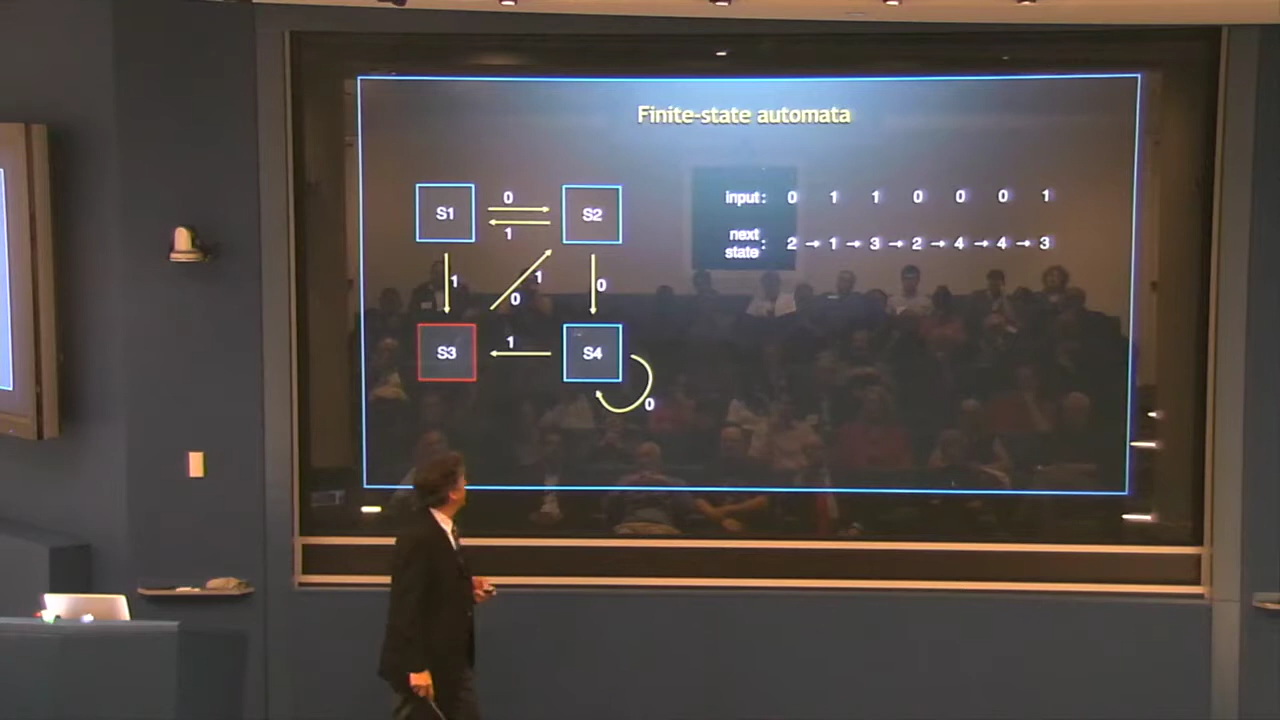 Finite-state automata
S1 0 S2
1
1
1
0
0
S3 1 S4
0
input: 0 1 1 0 0 0 1
next state: 2 → 1 → 3 → 2 → 4 → 4 → 3